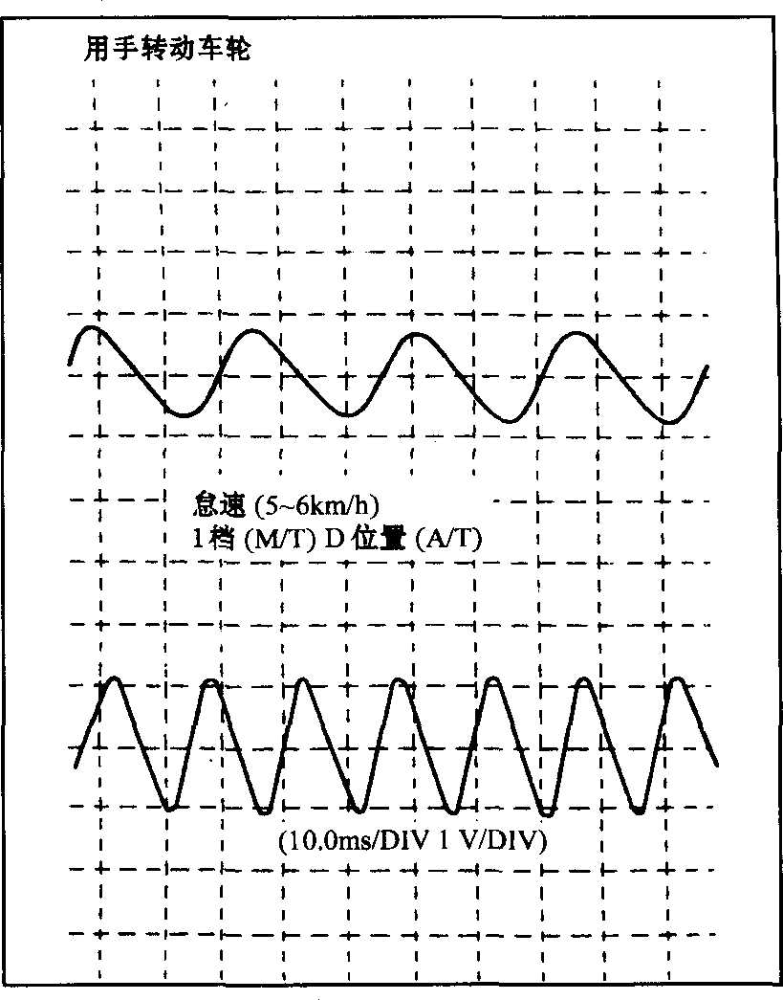 用手转动车轮
怠速 (5~6km/h)
1档 (M/T) D 位置 (A/T)
(10.0ms/DIV 1 V/DIV)